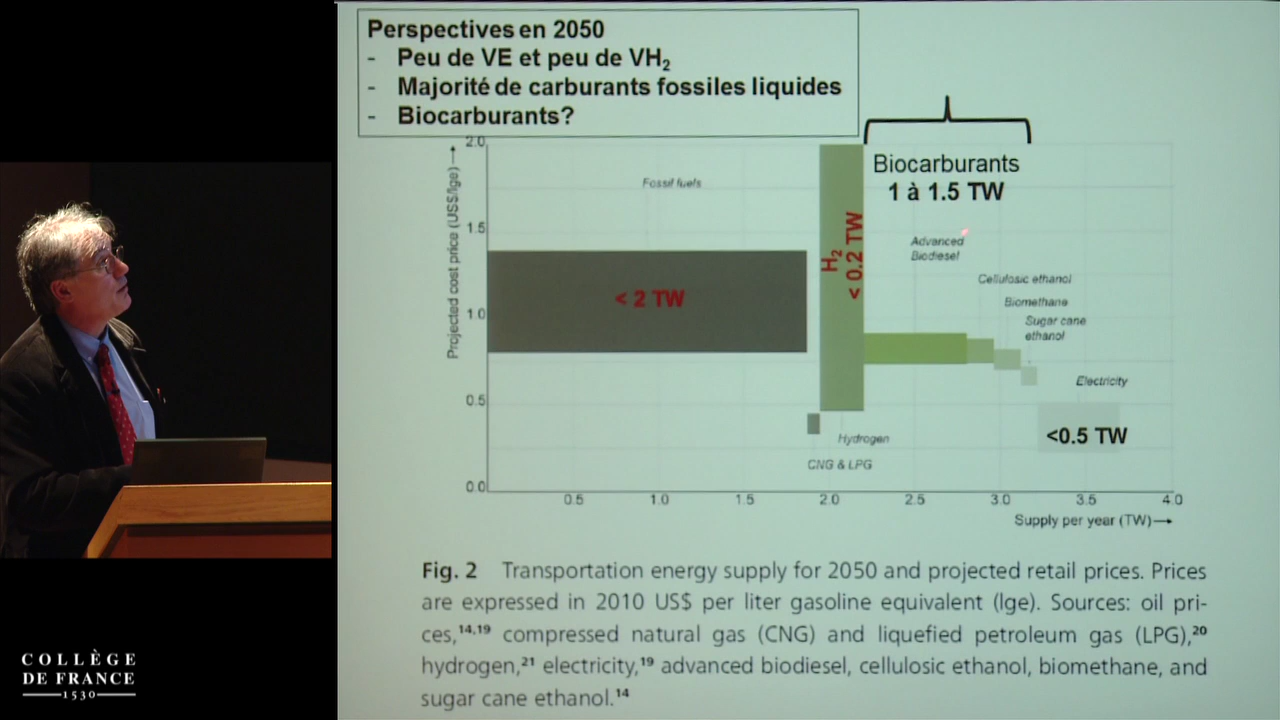 Perspectives en 2050
- Peu de VE et peu de VH₂
- Majorité de carburants fossiles liquides
- Biocarburants?
2.0
1.5
1.0
0.5
0.0
Projected cost price (US$/lge)
Fossil fuels
< 2 TW
H₂
< 0.2 TW
Biocarburants
1 à 1.5 TW
Advanced
Biodiesel
Cellulosic ethanol
Biomethane
Sugar cane
ethanol
Electricity
<0.5 TW
Hydrogen
CNG & LPG
0.5 1.0 1.5 2.0 2.5 3.0 3.5 4.0
Supply per year (TW)
Fig. 2 Transportation energy supply for 2050 and projected retail prices. Prices
are expressed in 2010 US$ per liter gasoline equivalent (lge). Sources: oil pri-
ces,¹⁴,¹⁹ compressed natural gas (CNG) and liquefied petroleum gas (LPG),²⁰
hydrogen,²¹ electricity,¹⁹ advanced biodiesel, cellulosic ethanol, biomethane, and
sugar cane ethanol.¹⁴
COLLÈGE
DE FRANCE
1530